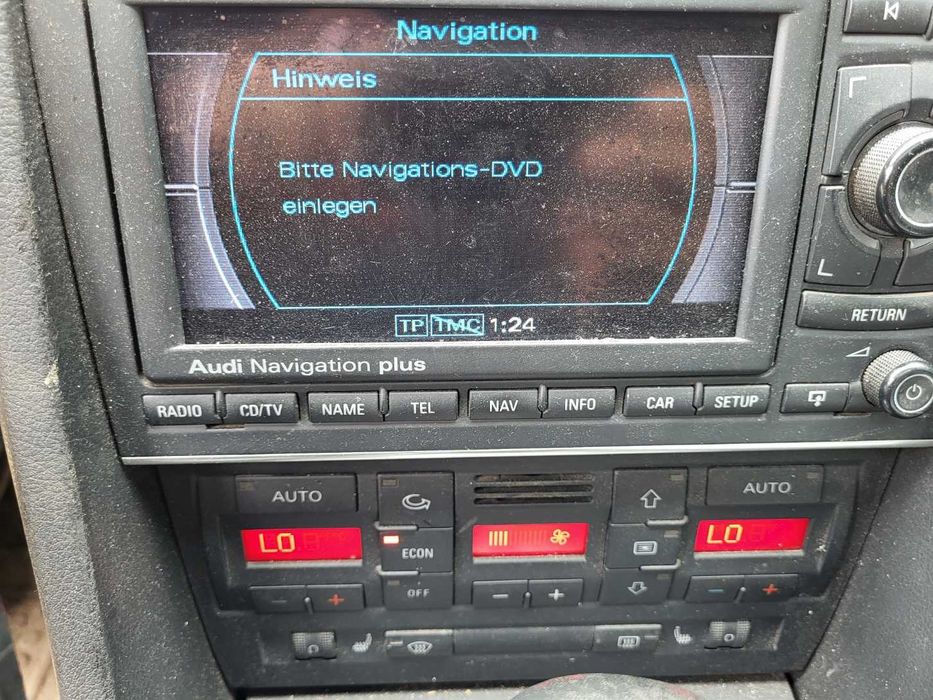 Navigation
Hinweis
Bitte Navigations-DVD
einlegen
TP TMC 1:24
Audi Navigation plus
RETURN
RADIO CD/TV NAME TEL NAV INFO CAR SETUP
AUTO AUTO
LO LO
ECON
OFF